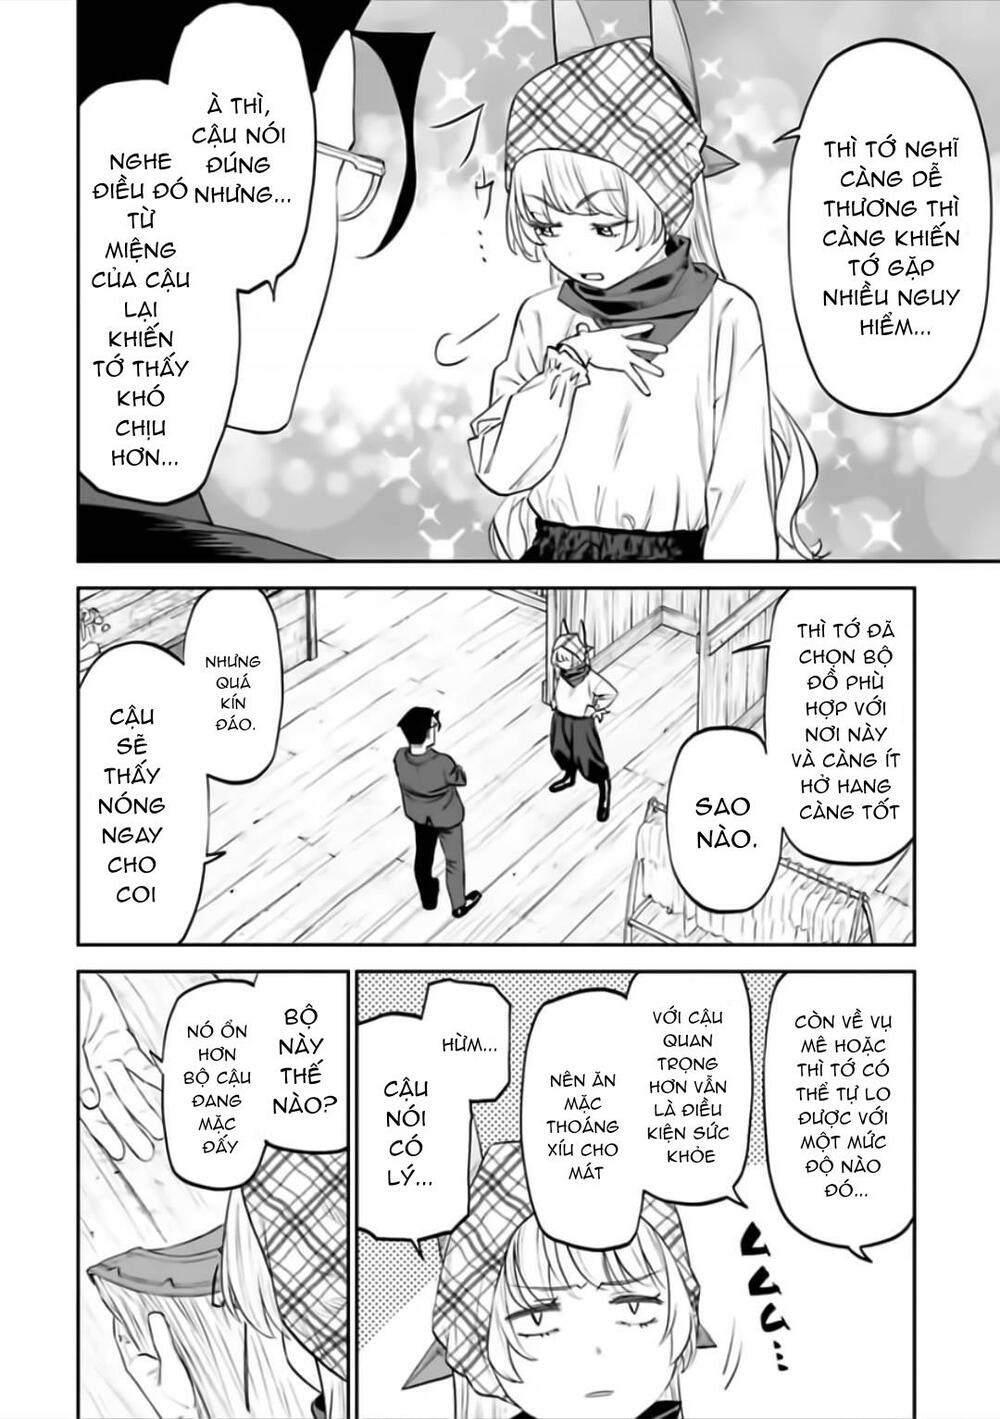 THÌ TỚ NGHĨ
CÀNG DỄ
THƯƠNG THÌ
CÀNG KHIẾN
TỚ GẶP
NHIỀU NGUY
HIỂM...
À THÌ,
CẬU NÓI
ĐÚNG
NHƯNG...
NGHE
ĐIỀU ĐÓ
TỪ
MIỆNG
CỦA CẬU
LẠI
KHIẾN
TỚ THẤY
KHÓ
CHỊU
HƠN...
THÌ TỚ ĐÃ
CHỌN BỘ
ĐỒ PHÙ
HỢP VỚI
NƠI NÀY
VÀ CÀNG ÍT
HỞ HANG
CÀNG TỐT
SAO
NÀO.
NHƯNG
QUÁ
KÍN
ĐÁO.
CẬU
SẼ
THẤY
NÓNG
NGAY
CHO
COI
CÒN VỀ VỤ
MÊ HOẶC
THÌ TỚ CÓ
THỂ TỰ LO
ĐƯỢC VỚI
MỘT MỨC
ĐỘ NÀO
ĐÓ...
VỚI CẬU
QUAN
TRỌNG
HƠN VẪN
LÀ ĐIỀU
KIỆN SỨC
KHỎE
NÊN ĂN
MẶC
THOÁNG
XÍU CHO
MÁT
HỪM...
CẬU
NÓI
CÓ
LÝ...
BỘ
NÀY
THẾ
NÀO?
NÓ ỔN
HƠN
BỘ CẬU
ĐANG
MẶC
ĐẤY